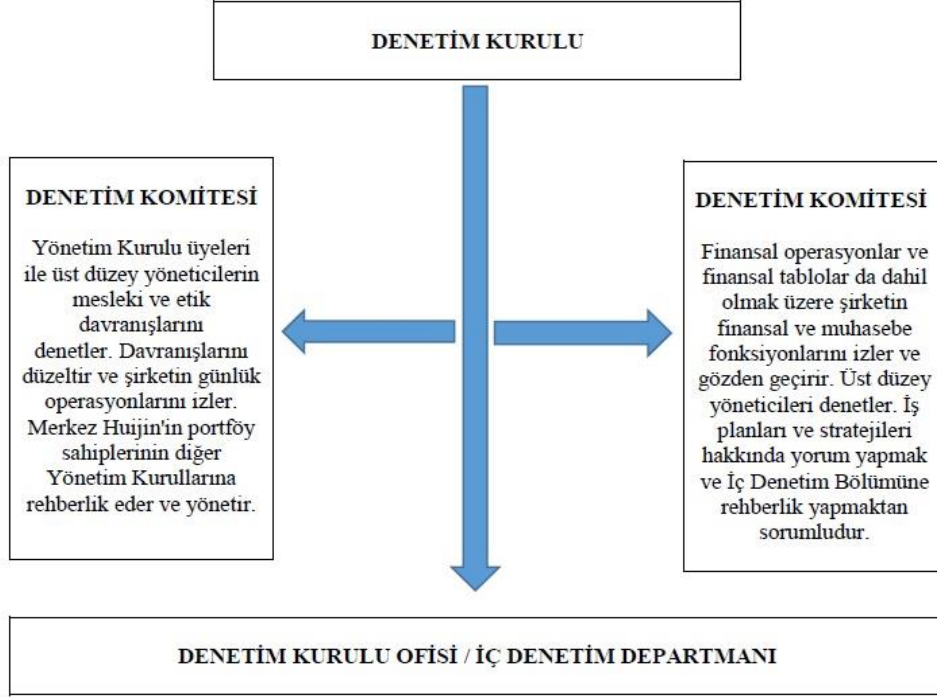 DENETİM KURULU
DENETİM KOMİTESİ
Yönetim Kurulu üyeleri
ile üst düzey yöneticilerin
mesleki ve etik
davranışlarını
denetler. Davranışlarını
düzeltir ve şirketin günlük
operasyonlarını izler.
Merkez Huijin'in portföy
sahiplerinin diğer
Yönetim Kurullarına
rehberlik eder ve yönetir.
DENETİM KOMİTESİ
Finansal operasyonlar ve
finansal tablolar da dahil
olmak üzere şirketin
finansal ve muhasebe
fonksiyonlarını izler ve
gözden geçirir. Üst düzey
yöneticileri denetler. İş
planları ve stratejileri
hakkında yorum yapmak
ve İç Denetim Bölümüne
rehberlik yapmaktan
sorumludur.
DENETİM KURULU OFİSİ / İÇ DENETİM DEPARTMANI